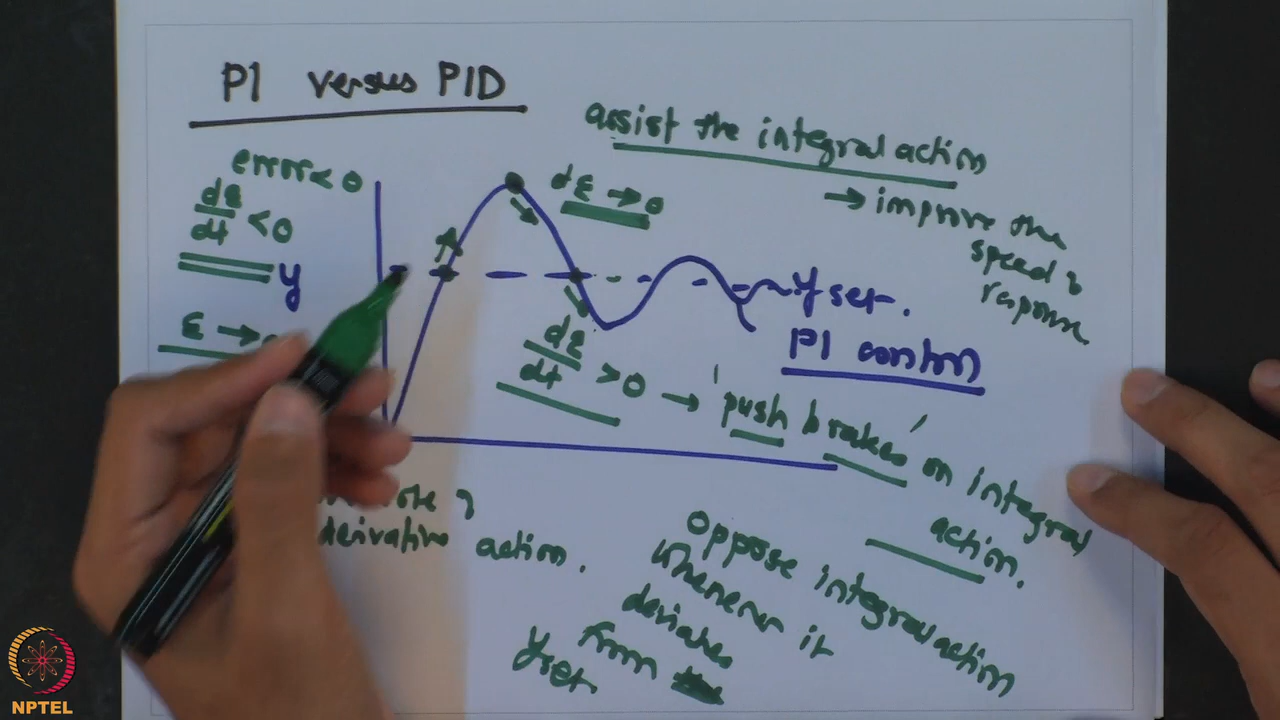 PI versus PID
assist the integral action
→ improve the
speed of
response
error < 0
dε
dt
< 0
y
ε →
dε → 0
y set.
PI control
dε
dt
> 0 → 'push brakes' on integral
action.
derivative action.
oppose integral action
whenever it
deviates
from
yset
NPTEL